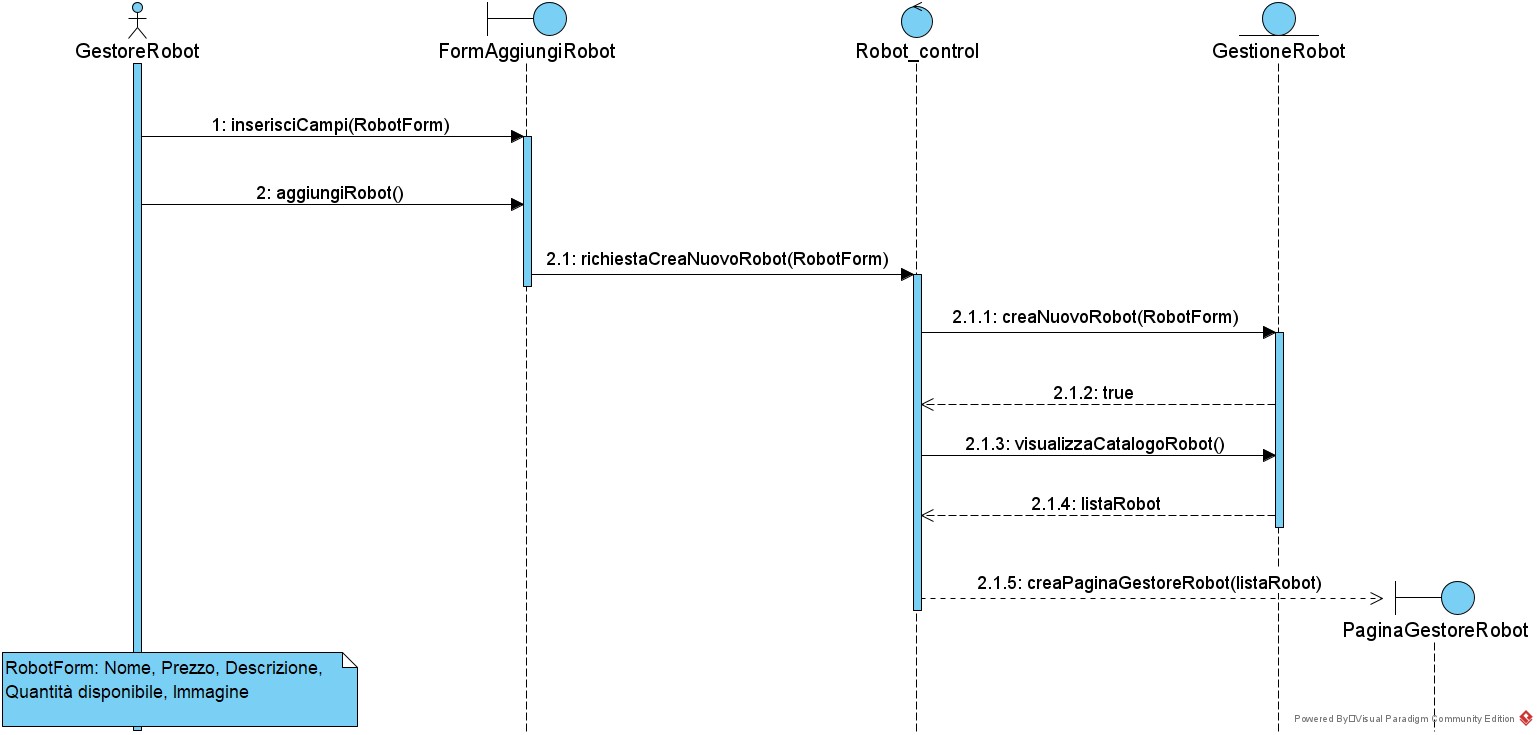 GestoreRobot
FormAggiungiRobot
Robot_control
GestioneRobot
1: inserisciCampi(RobotForm)
2: aggiungiRobot()
2.1: richiestaCreaNuovoRobot(RobotForm)
2.1.1: creaNuovoRobot(RobotForm)
2.1.2: true
2.1.3: visualizzaCatalogoRobot()
2.1.4: listaRobot
2.1.5: creaPaginaGestoreRobot(listaRobot)
PaginaGestoreRobot
RobotForm: Nome, Prezzo, Descrizione,
Quantità disponibile, Immagine
Powered By Visual Paradigm Community Edition